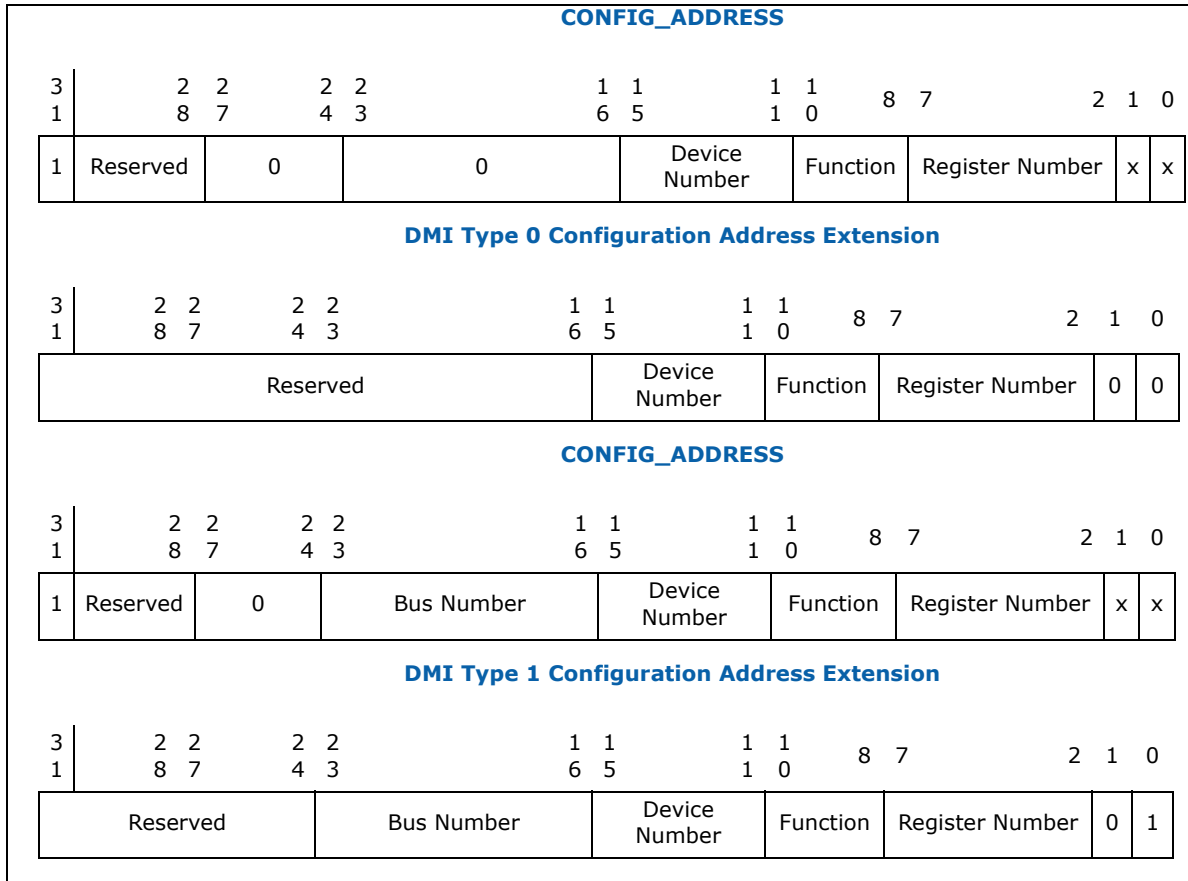 CONFIG_ADDRESS
3 2 2 2 2 1 1 1 1 8 7 2 1 0
1 8 7 4 3 6 5 1 0
1 Reserved 0 0 Device Number Function Register Number x x
DMI Type 0 Configuration Address Extension
3 2 2 2 2 1 1 1 1 8 7 2 1 0
1 8 7 4 3 6 5 1 0
Reserved Device Number Function Register Number 0 0
CONFIG_ADDRESS
3 2 2 2 2 1 1 1 1 8 7 2 1 0
1 8 7 4 3 6 5 1 0
1 Reserved 0 Bus Number Device Number Function Register Number x x
DMI Type 1 Configuration Address Extension
3 2 2 2 2 1 1 1 1 8 7 2 1 0
1 8 7 4 3 6 5 1 0
Reserved Bus Number Device Number Function Register Number 0 1